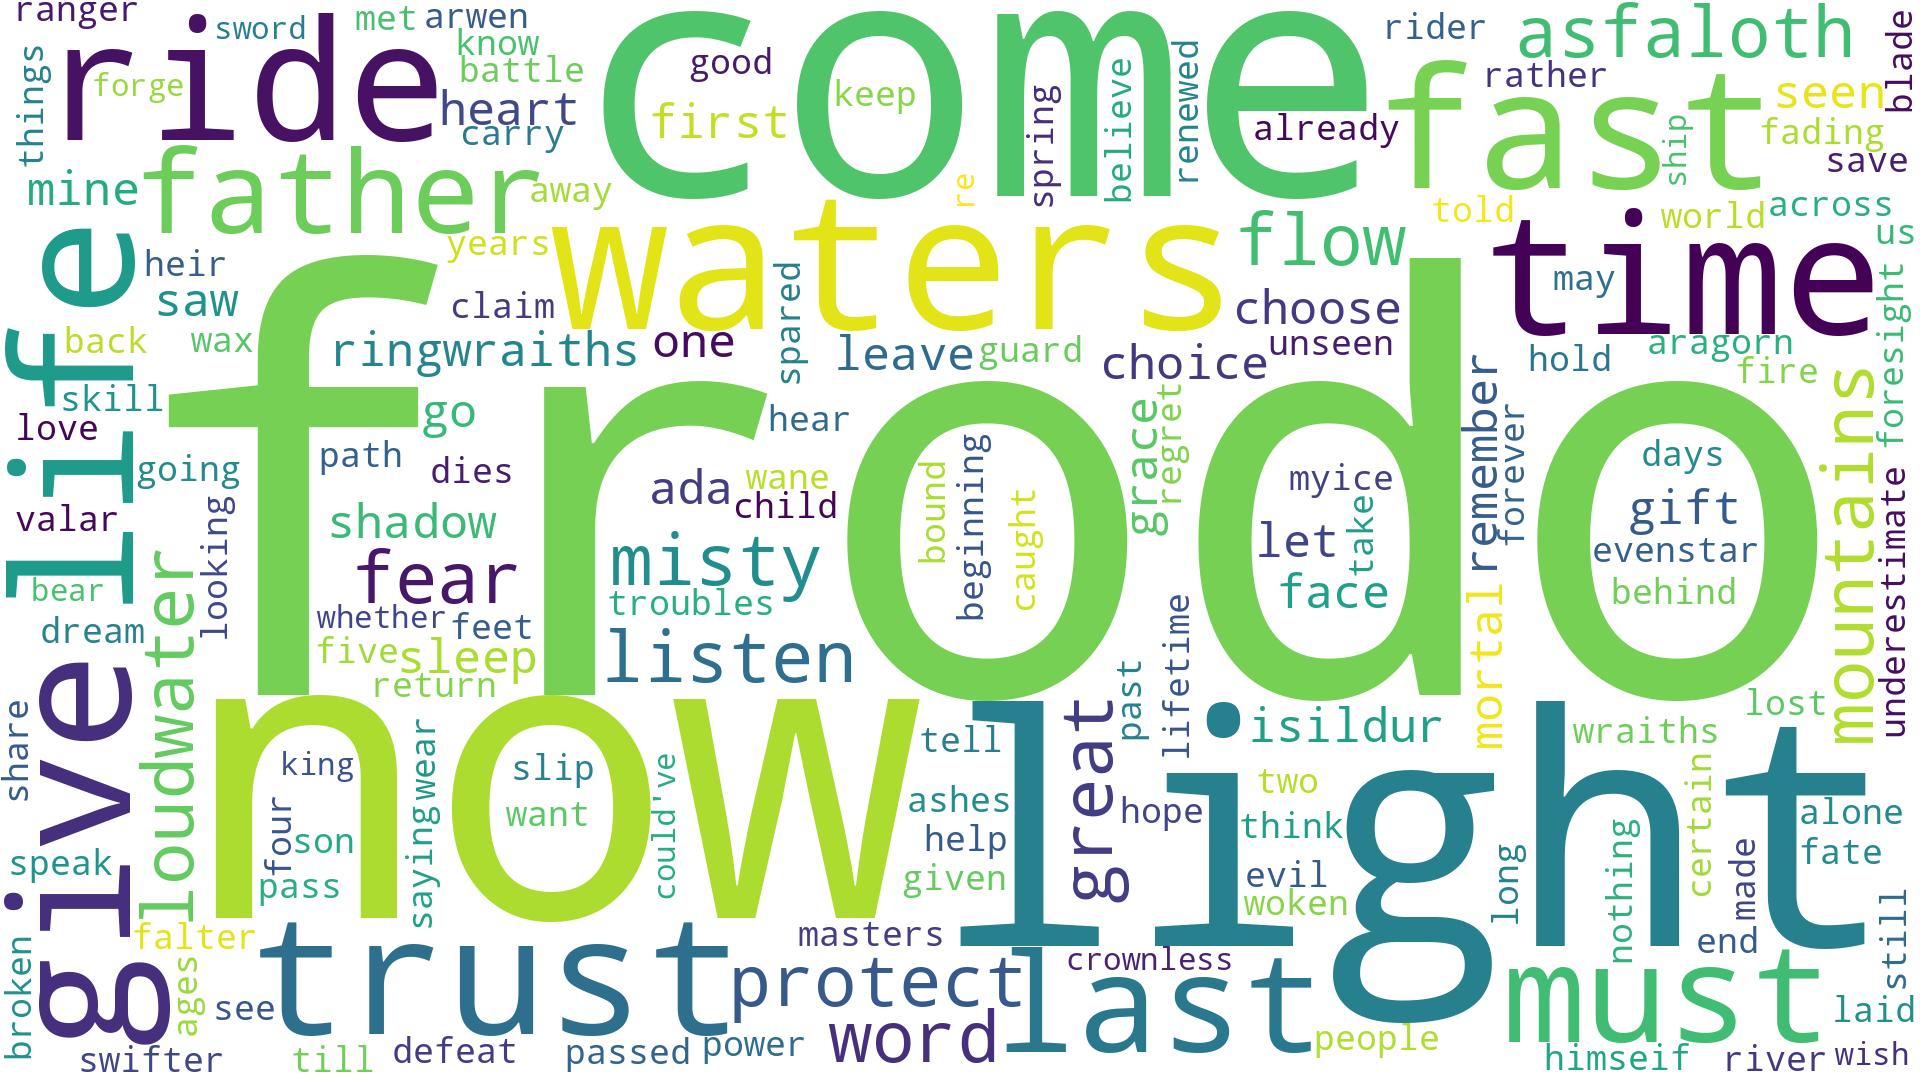 ranger
sword
met
arwen
come
rider
asfaloth
blade
things
ride
forge
know
battle
good
heart
carry
first
keep
spring
believe
renewed
already
fast
rather
seen
fading
save
ship
mine
father
away
re
told
world
across
us
years
waters
flow
time
may
heir
saw
claim
spared
choose
unseen
back
wax
ringwraiths
one
leave
guard
choice
hold
aragorn
fire
foresight
life
skill
love
frodo
go
hear
path
dies
going
valar
looking
ada
wane
child
shadow
fear
misty
troubles
bound
beginning
caught
grace
regret
myice
let
take
face
remember
forever
days
gift
evenstar
behind
mountains
underestimate
bear
dream
whether
feet
five
sleep
return
listen
loudwater
give
share
now
king
slip
want
four
son
pass
saying
wear
could've
tell
ashes
help
given
light
great
past
lifetime
hope
isildur
mortal
two
think
evil
woken
wraiths
lost
long
nothing
certain
made
alone
fate
still
speak
falter
broken
ages
see
swifter
till
trust
defeat
passed
power
masters
protect
word
crownless
last
people
must
end
laid
himseif
river
wish